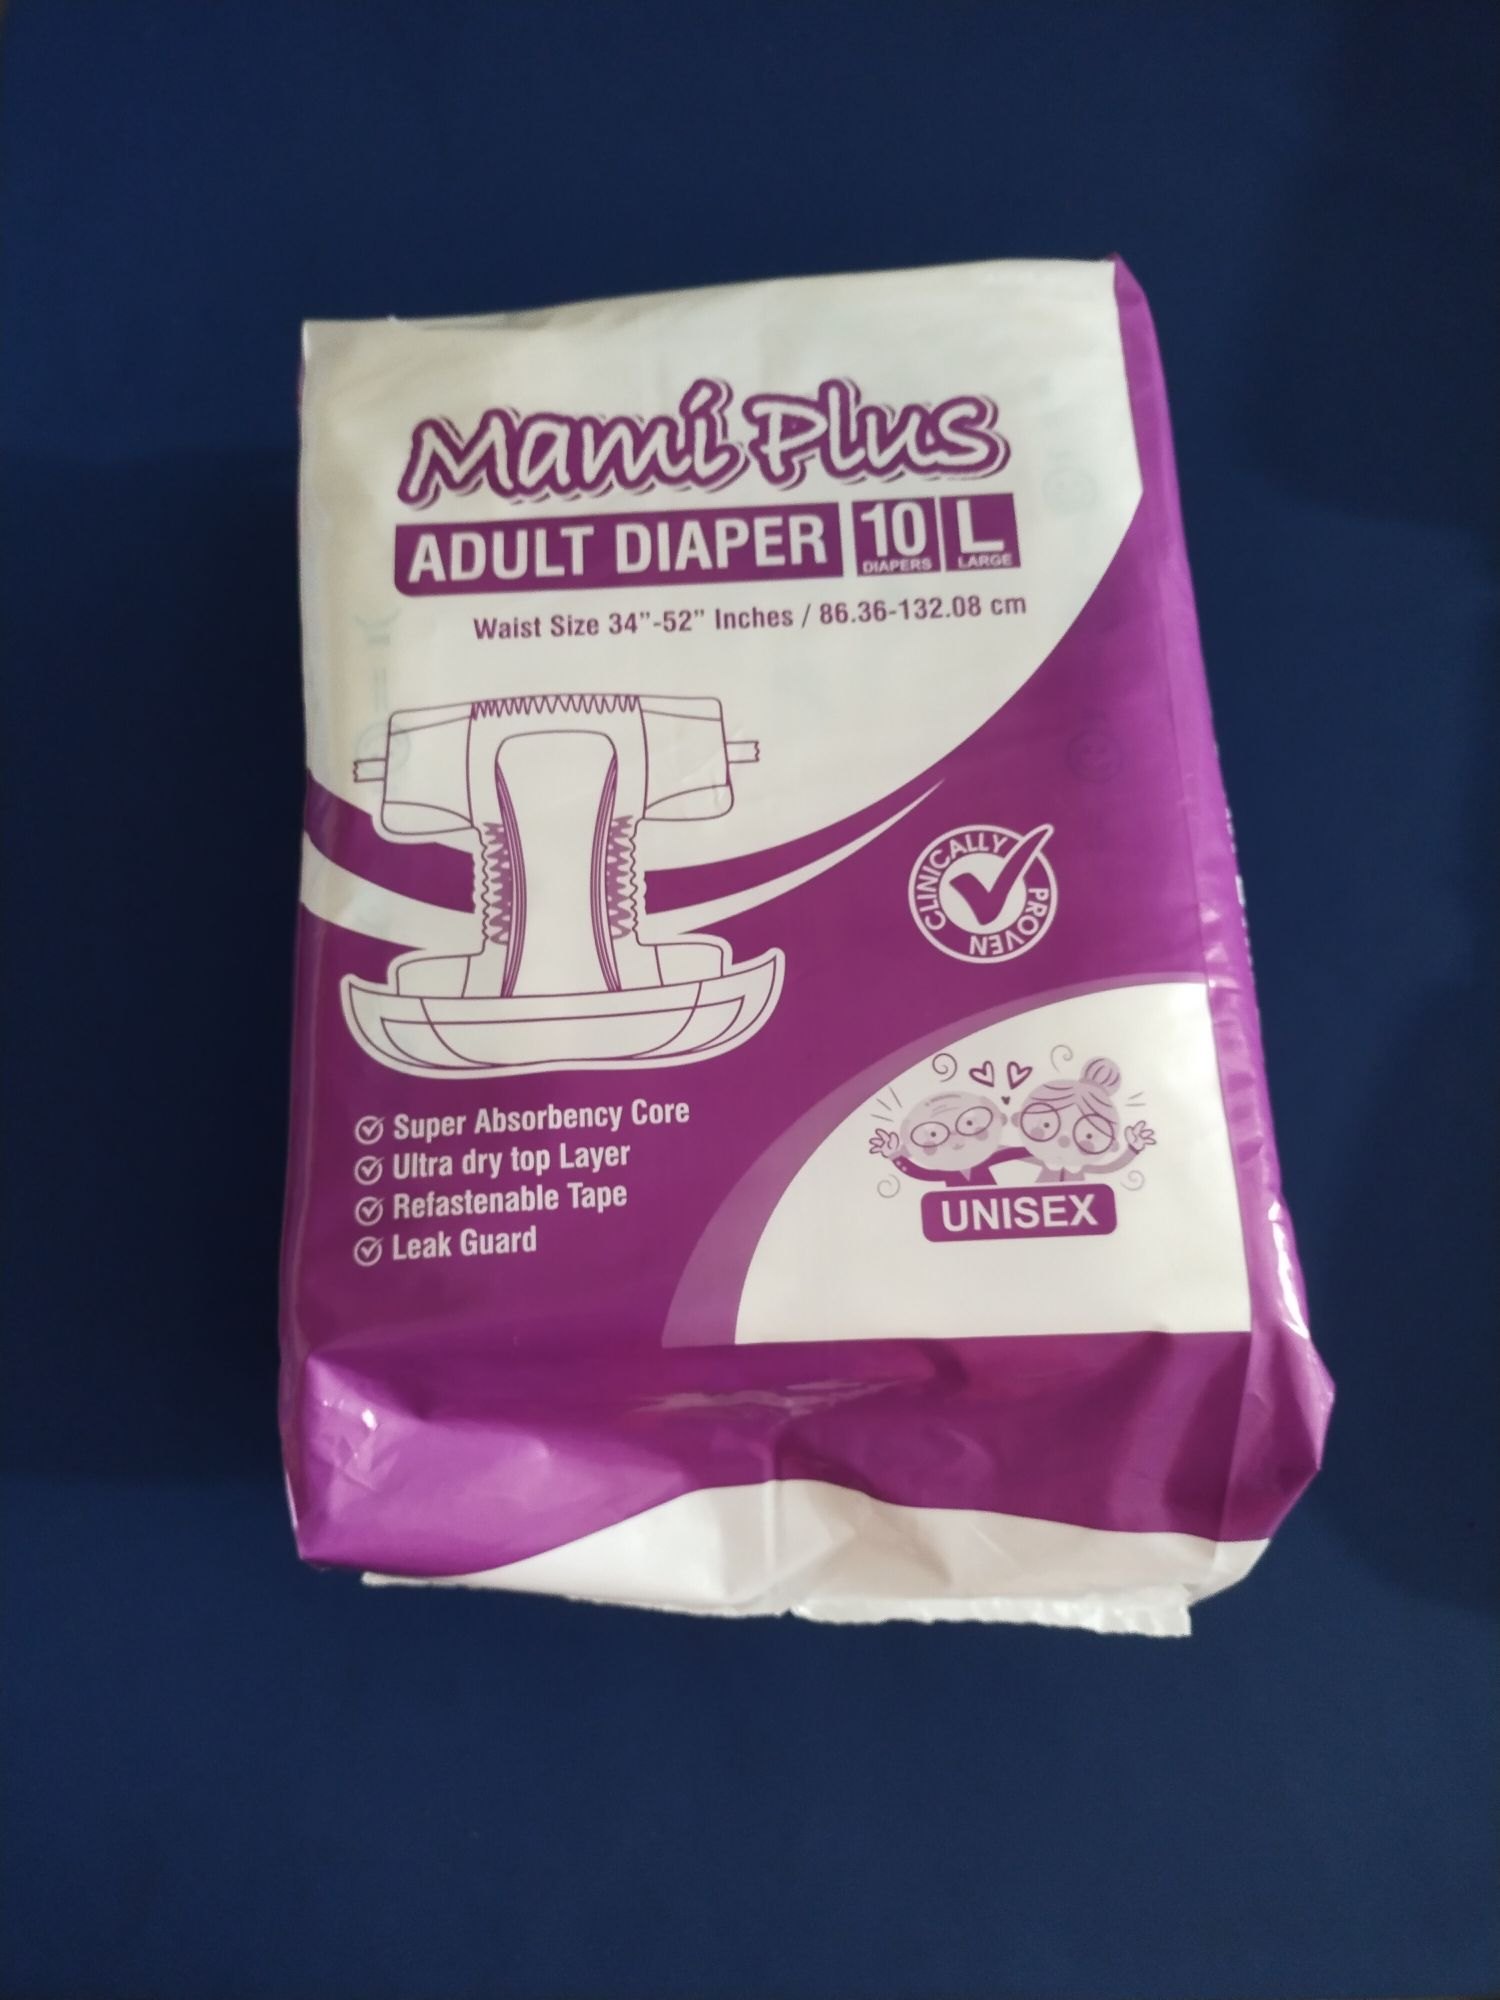 Mami Plus
ADULT DIAPER 10 DIAPERS L LARGE
Waist Size 34"-52" Inches / 86.36-132.08 cm
CLINICALLY PROVEN
Super Absorbency Core
Ultra dry top Layer
Refastenable Tape
Leak Guard
UNISEX